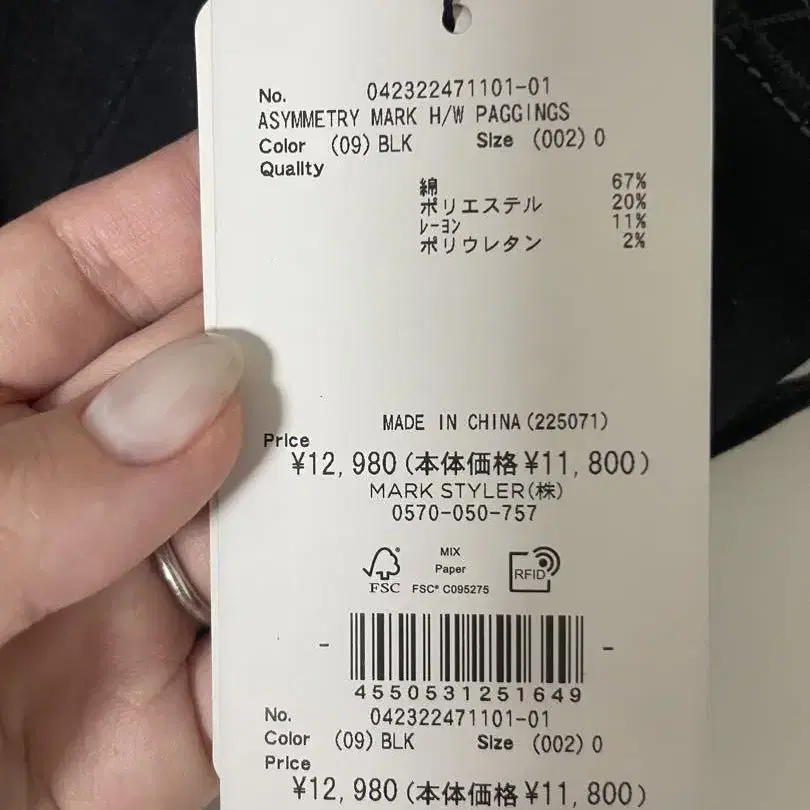 No. 042322471101-01
ASYMMETRY MARK H/W PAGGINGS
Color (09) BLK Size (002) 0
Quality
綿 67%
ポリエステル 20%
レーヨン 11%
ポリウレタン 2%
MADE IN CHINA (225071)
Price
¥12,980 (本体価格 ¥11,800)
MARK STYLER(株)
0570-050-757
FSC® MIX
Paper
FSC® C095275
RFID
4550531251649
No. 042322471101-01
Color (09) BLK Size (002) 0
Price
¥12,980 (本体価格 ¥11,800)